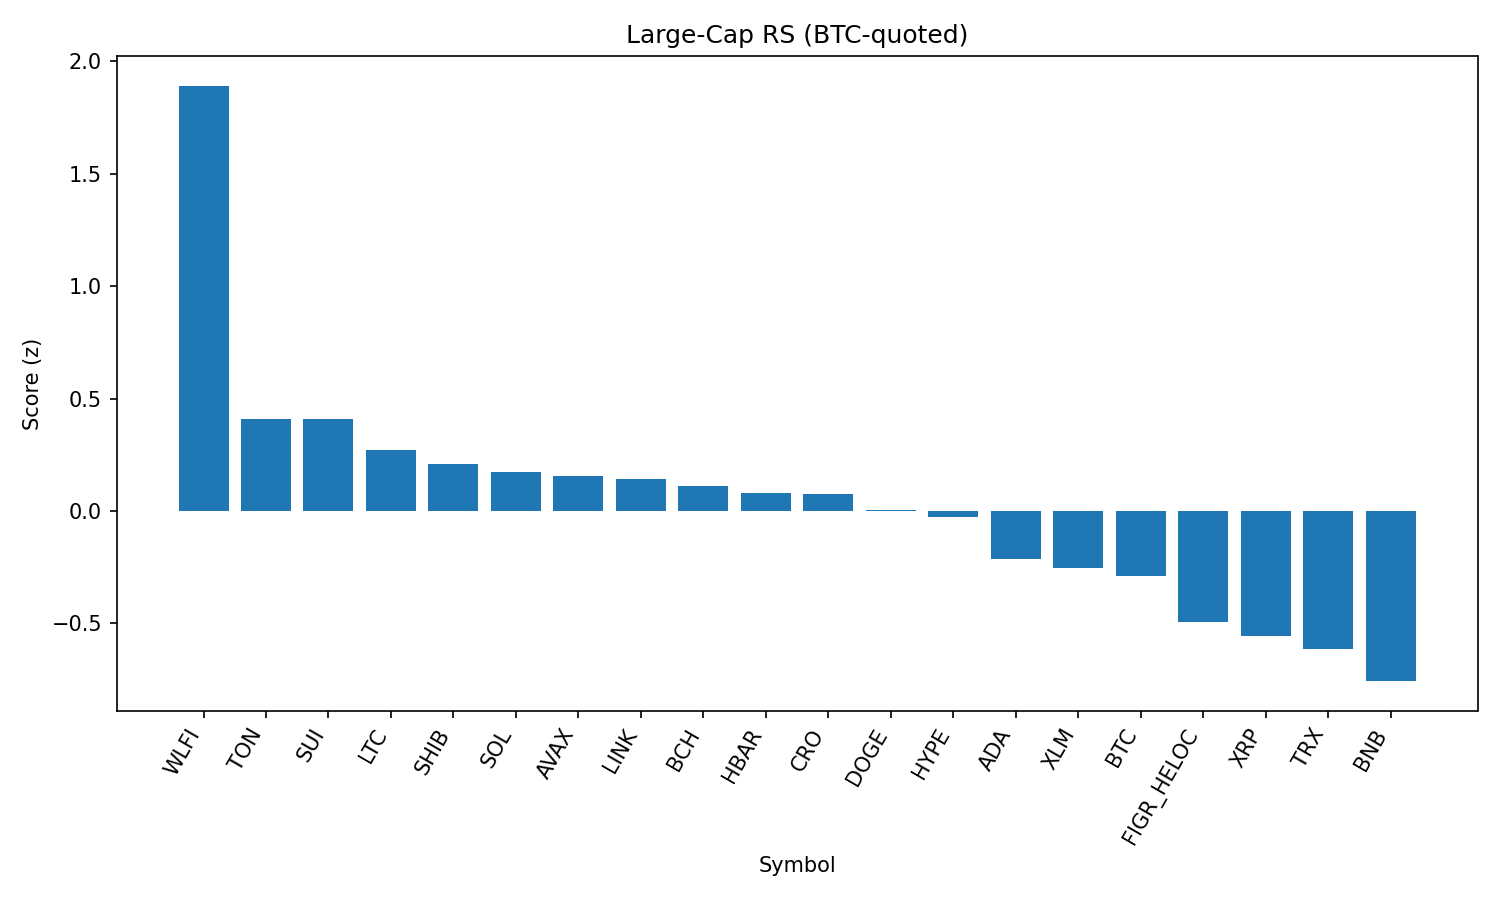 Large-Cap RS (BTC-quoted)
2.0
1.5
1.0
0.5
0.0
−0.5
Score (z)
WLFI
TON
SUI
LTC
SHIB
SOL
AVAX
LINK
BCH
HBAR
CRO
DOGE
HYPE
ADA
XLM
BTC
FIGR_HELOC
XRP
TRX
BNB
Symbol